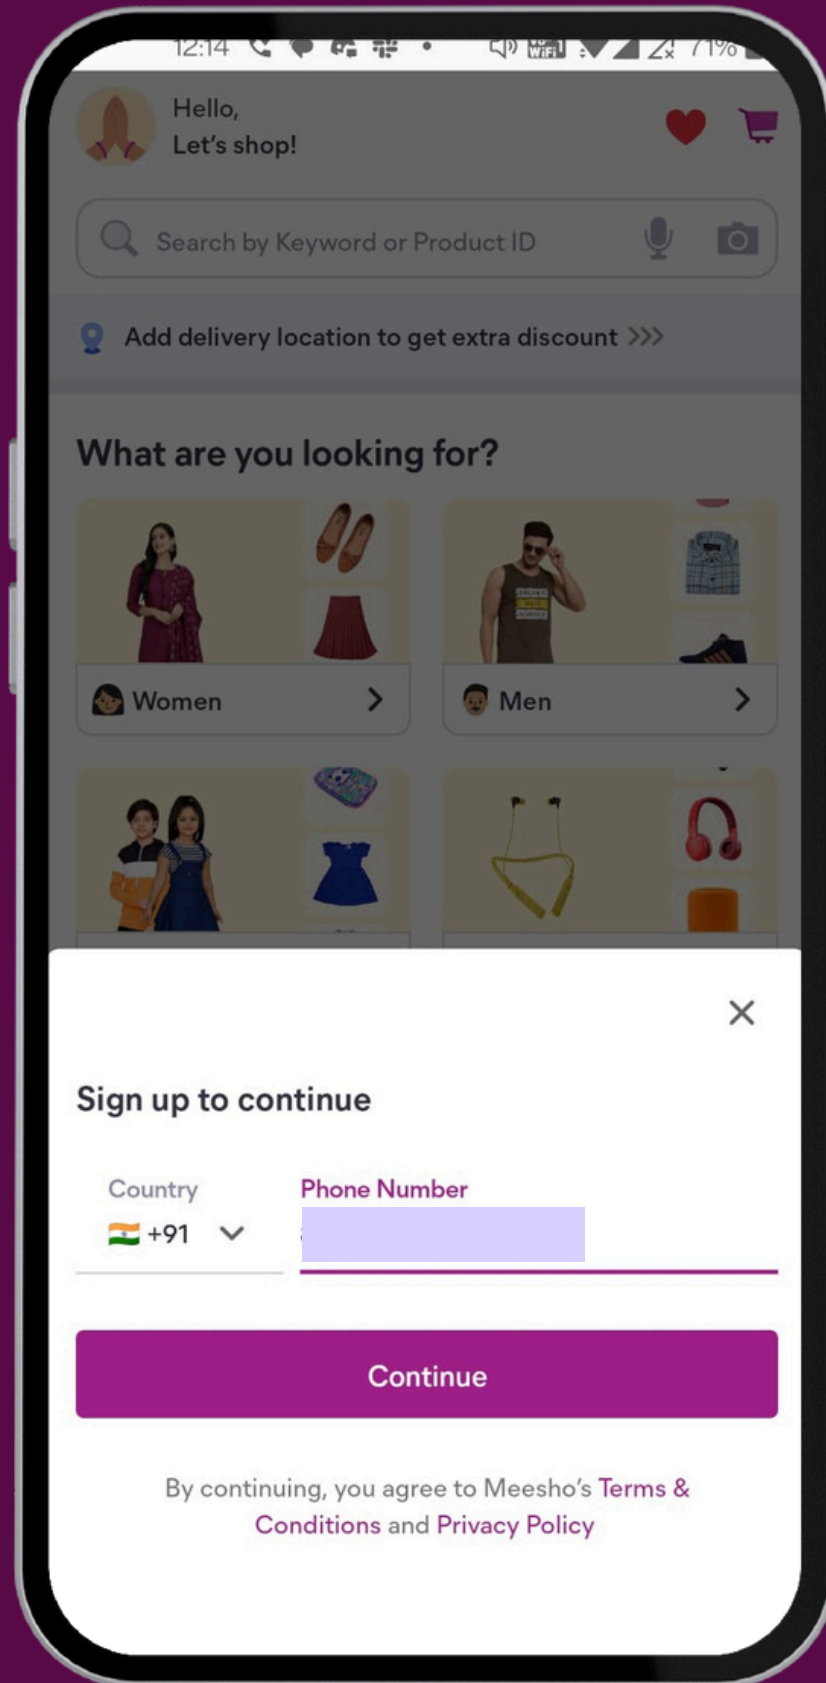 12:14
71%
Hello,
Let's shop!
Search by Keyword or Product ID
Add delivery location to get extra discount >>>
What are you looking for?
Women
Men
×
Sign up to continue
Country
Phone Number
+91
Continue
By continuing, you agree to Meesho's Terms &
Conditions and Privacy Policy